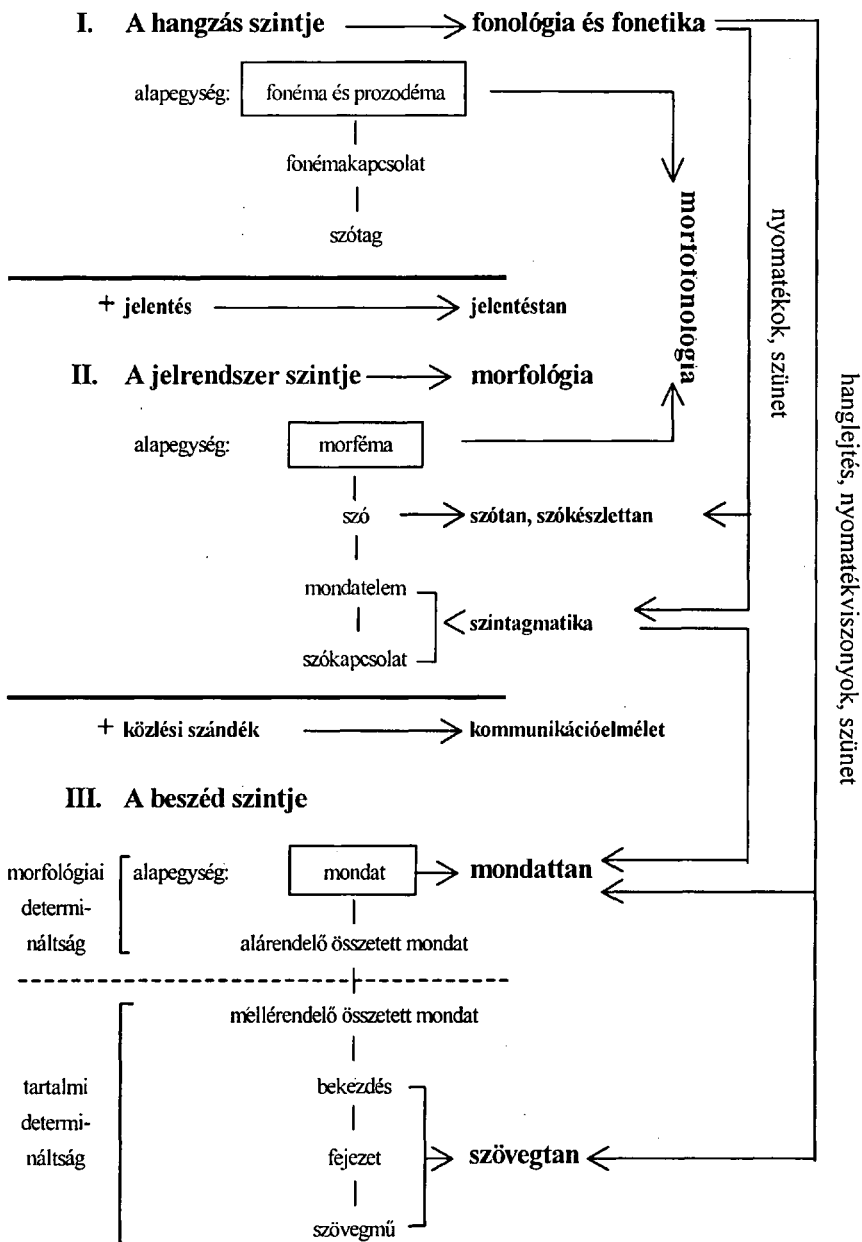 I. A hangzás szintje fonológia és fonetika
alapegység: fonéma és prozodéma
fonémakapcsolat
szótag
morfofonológia
nyomatékok, szünet
hanglejtés, nyomatékviszonyok, szünet
+ jelentés jelentéstan
II. A jelrendszer szintje morfológia
alapegység: morféma
szó szótan, szókészlettan
mondatelem
szintagmatika
szókapcsolat
+ közlési szándék kommunikációelmélet
III. A beszéd szintje
morfológiai alapegység: mondat mondattan
determi-
náltság alárendelő összetett mondat
mellérendelő összetett mondat
tartalmi bekezdés
determi-
náltság fejezet szövegtan
szövegmű